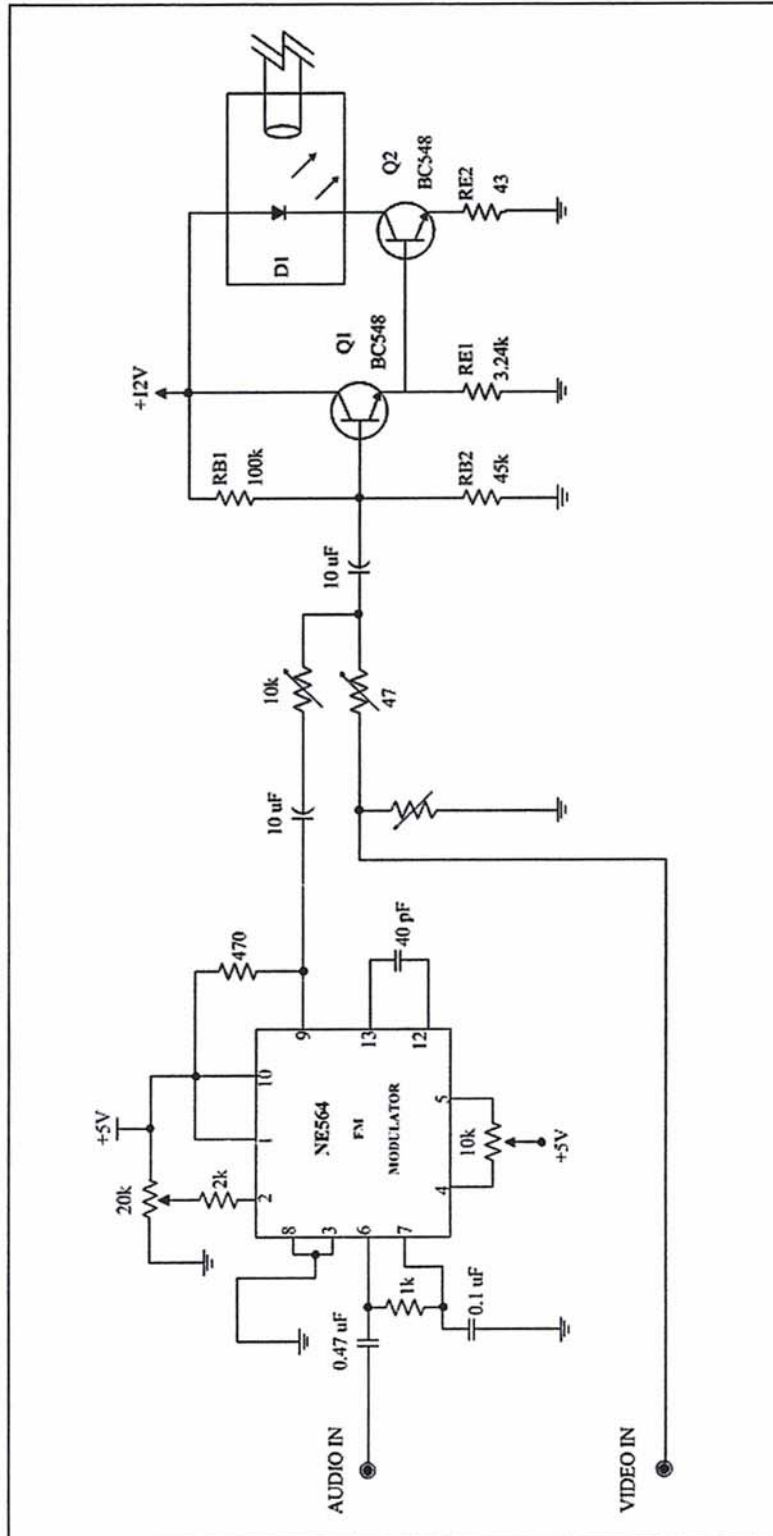 +5V
20k
2k
470
2
1
10
8
3
6
7
9
13
12
4
5
NE564
FM
MODULATOR
40 pF
10k
+5V
1k
0.1 uF
0.47 uF
AUDIO IN
VIDEO IN
10 uF
10k
47
10 uF
+12V
RB1
100k
RB2
45k
Q1
BC548
RE1
3.24k
D1
Q2
BC548
RE2
43